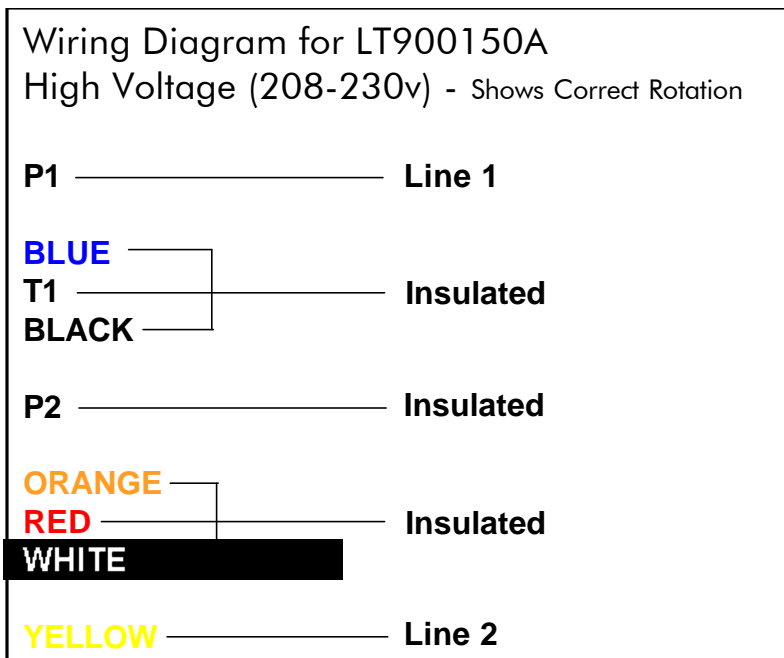 Wiring Diagram for LT900150A
High Voltage (208-230v) - Shows Correct Rotation
P1 Line 1
BLUE
T1 Insulated
BLACK
P2 Insulated
ORANGE
RED Insulated
WHITE
YELLOW Line 2